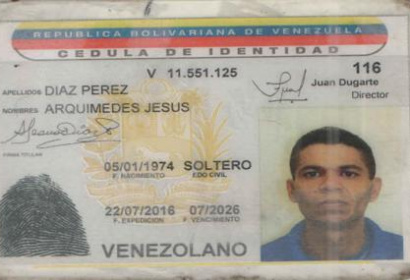 REPUBLICA BOLIVARIANA DE VENEZUELA
CEDULA DE IDENTIDAD
V 11.551.125
116
APELLIDOS DIAZ PEREZ
Juan Dugarte
Director
NOMBRES ARQUIMEDES JESUS
FIRMA TITULAR
05/01/1974 SOLTERO
F. NACIMIENTO EDO CIVIL
22/07/2016 07/2026
F. EXPEDICION F. VENCIMIENTO
VENEZOLANO